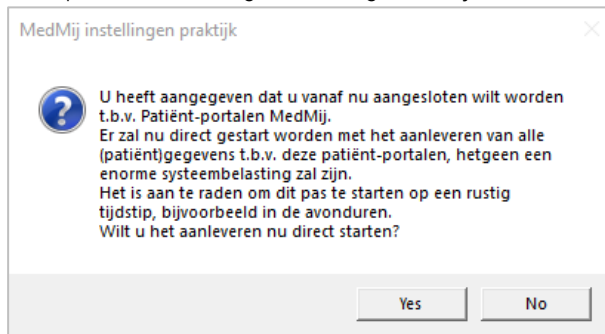 MedMij instellingen praktijk
U heeft aangegeven dat u vanaf nu aangesloten wilt worden
t.b.v. Patiënt-portalen MedMij.
Er zal nu direct gestart worden met het aanleveren van alle
(patiënt)gegevens t.b.v. deze patiënt-portalen, hetgeen een
enorme systeembelasting zal zijn.
Het is aan te raden om dit pas te starten op een rustig
tijdstip, bijvoorbeeld in de avonduren.
Wilt u het aanleveren nu direct starten?
Yes
No